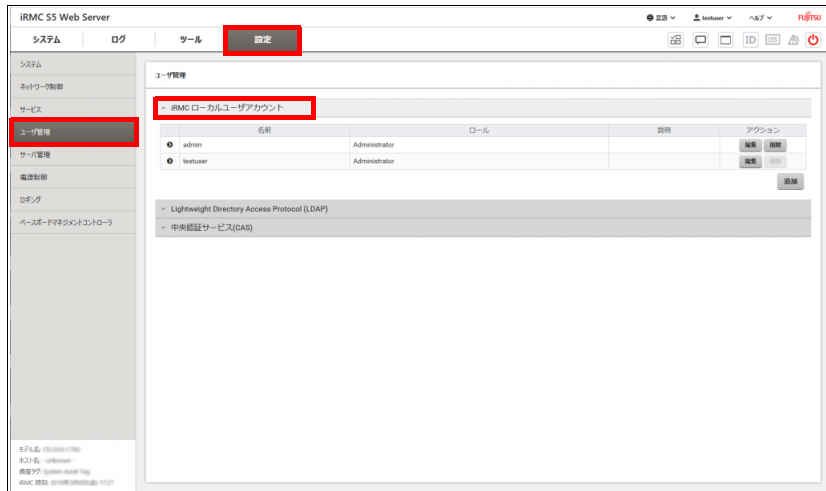 iRMC S5 Web Server
言語 testuser ヘルプ FUJITSU
システム ログ ツール 設定
ID CSS
システム
ネットワーク制御
サービス
ユーザ管理
サーバ管理
電源制御
ロギング
ベースボードマネジメントコントローラ
ユーザ管理
iRMC ローカルユーザアカウント
名前 ロール 説明 アクション
admin Administrator 編集 削除
testuser Administrator 編集 削除
追加
Lightweight Directory Access Protocol (LDAP)
中央認証サービス(CAS)
モデル名:
ホスト名: - unknown -
資産タグ: System Asset Tag
iRMC 時刻: